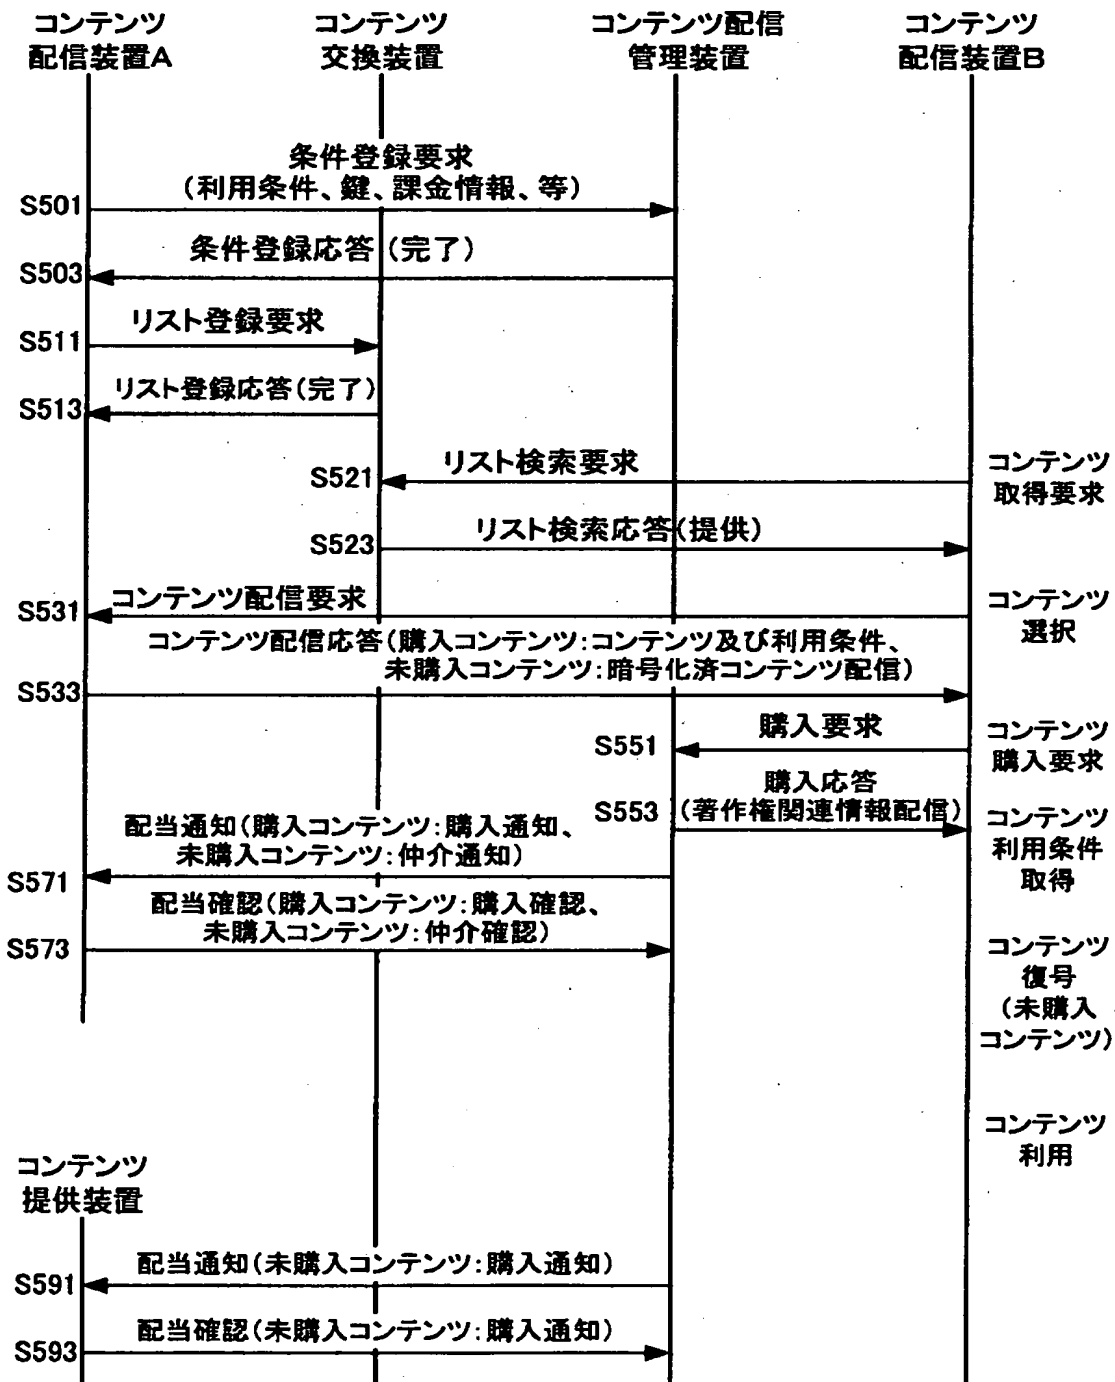 コンテンツ
配信装置A
コンテンツ
交換装置
コンテンツ配信
管理装置
コンテンツ
配信装置B
条件登録要求
(利用条件、鍵、課金情報、等)
S501
条件登録応答(完了)
S503
リスト登録要求
S511
リスト登録応答(完了)
S513
リスト検索要求
S521
コンテンツ
取得要求
リスト検索応答(提供)
S523
コンテンツ配信要求
S531
コンテンツ
選択
コンテンツ配信応答(購入コンテンツ:コンテンツ及び利用条件、
未購入コンテンツ:暗号化済コンテンツ配信)
S533
購入要求
S551
コンテンツ
購入要求
購入応答
(著作権関連情報配信)
S553
コンテンツ
利用条件
取得
配当通知(購入コンテンツ:購入通知、
未購入コンテンツ:仲介通知)
S571
配当確認(購入コンテンツ:購入確認、
未購入コンテンツ:仲介確認)
S573
コンテンツ
復号
(未購入
コンテンツ)
コンテンツ
利用
コンテンツ
提供装置
配当通知(未購入コンテンツ:購入通知)
S591
配当確認(未購入コンテンツ:購入通知)
S593